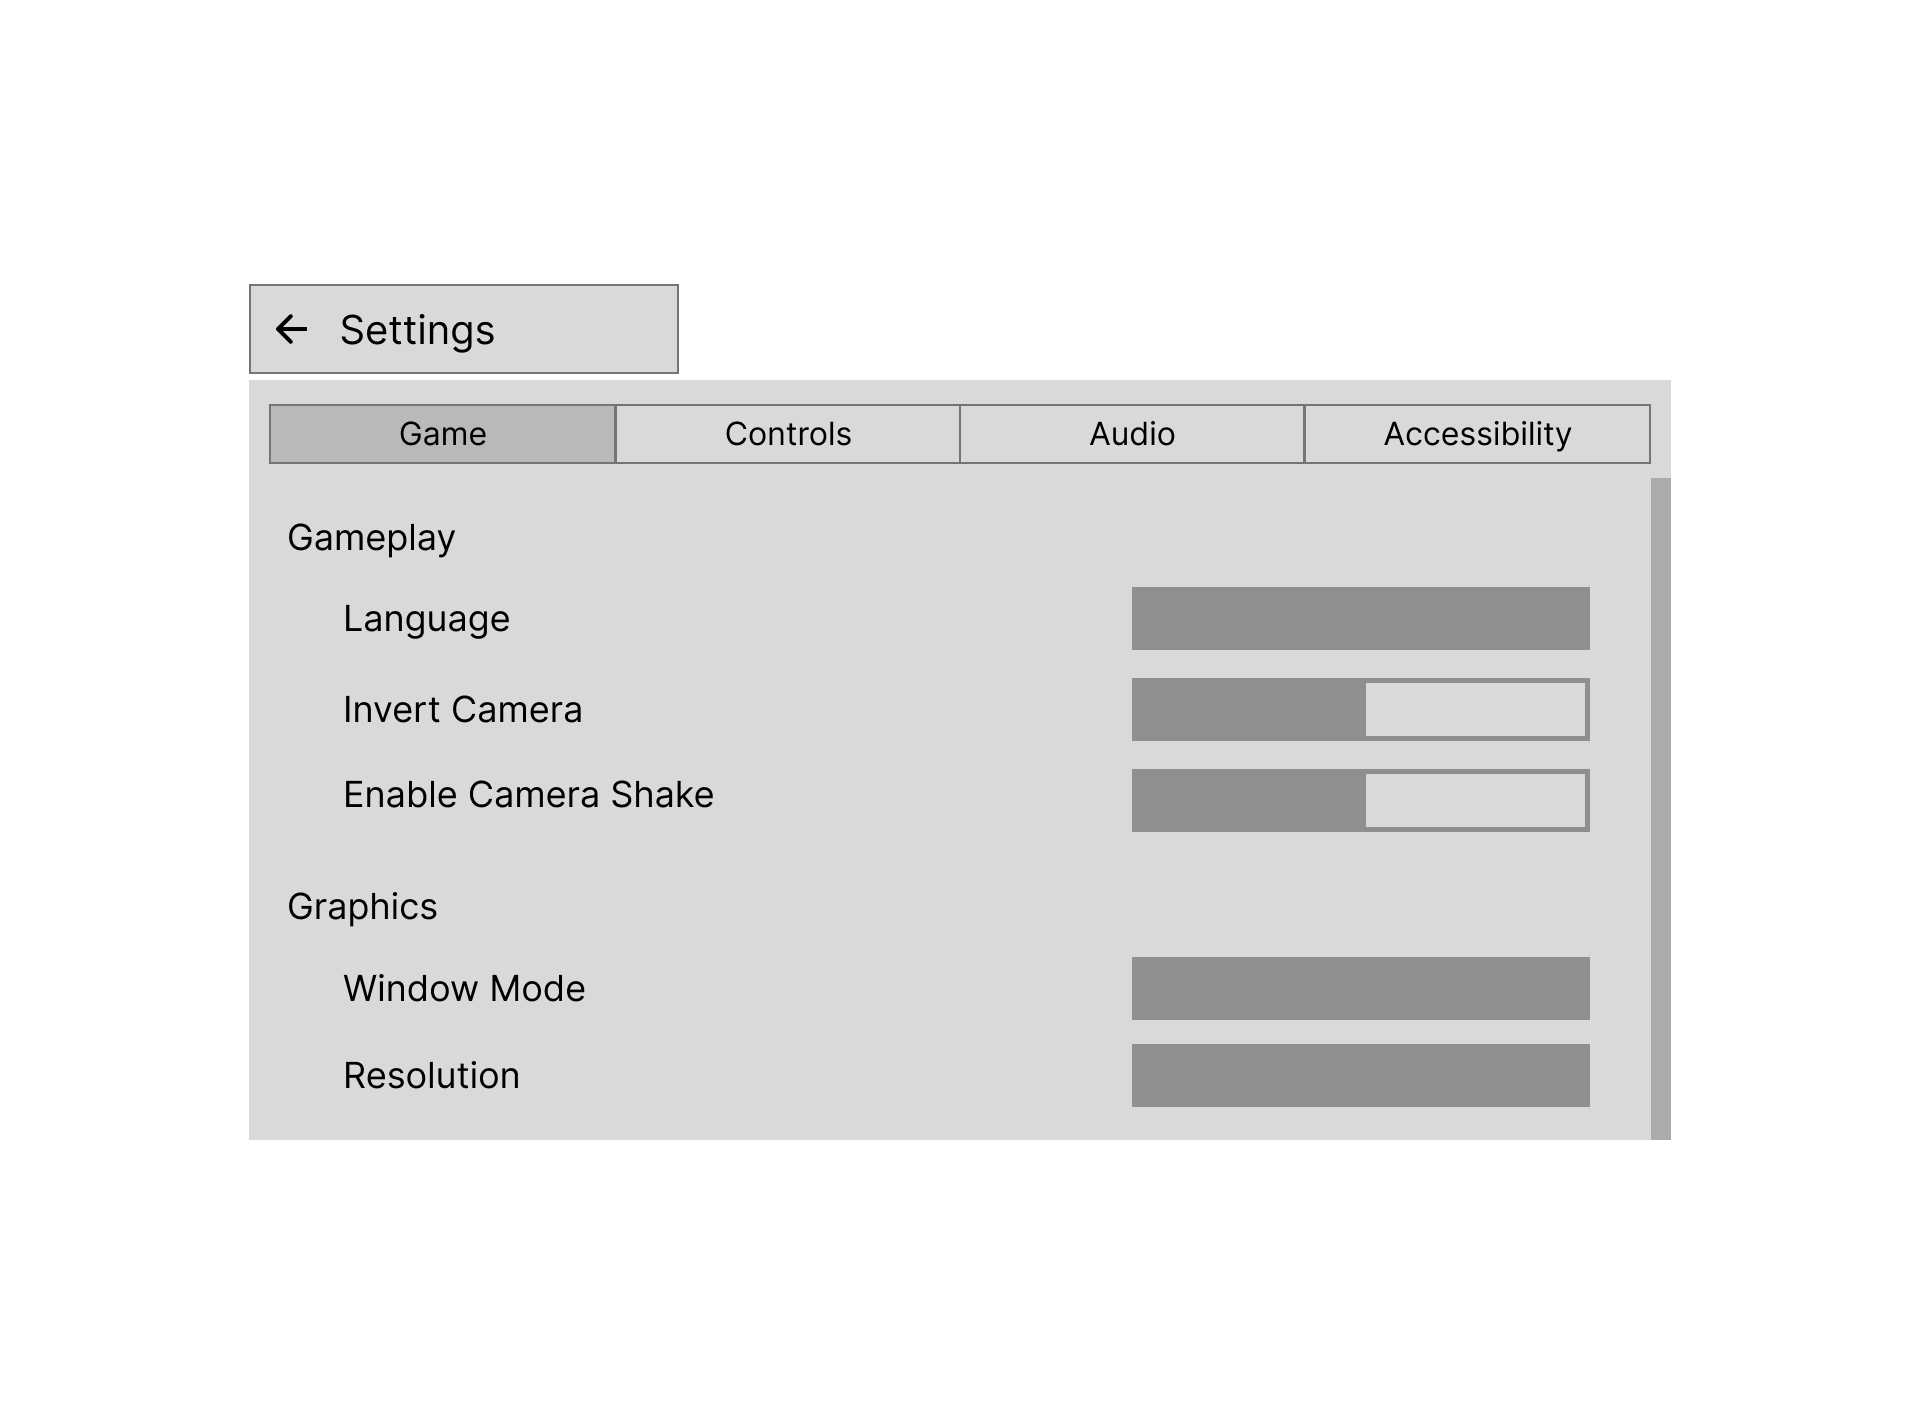 Settings
Game Controls Audio Accessibility
Gameplay
Language
Invert Camera
Enable Camera Shake
Graphics
Window Mode
Resolution